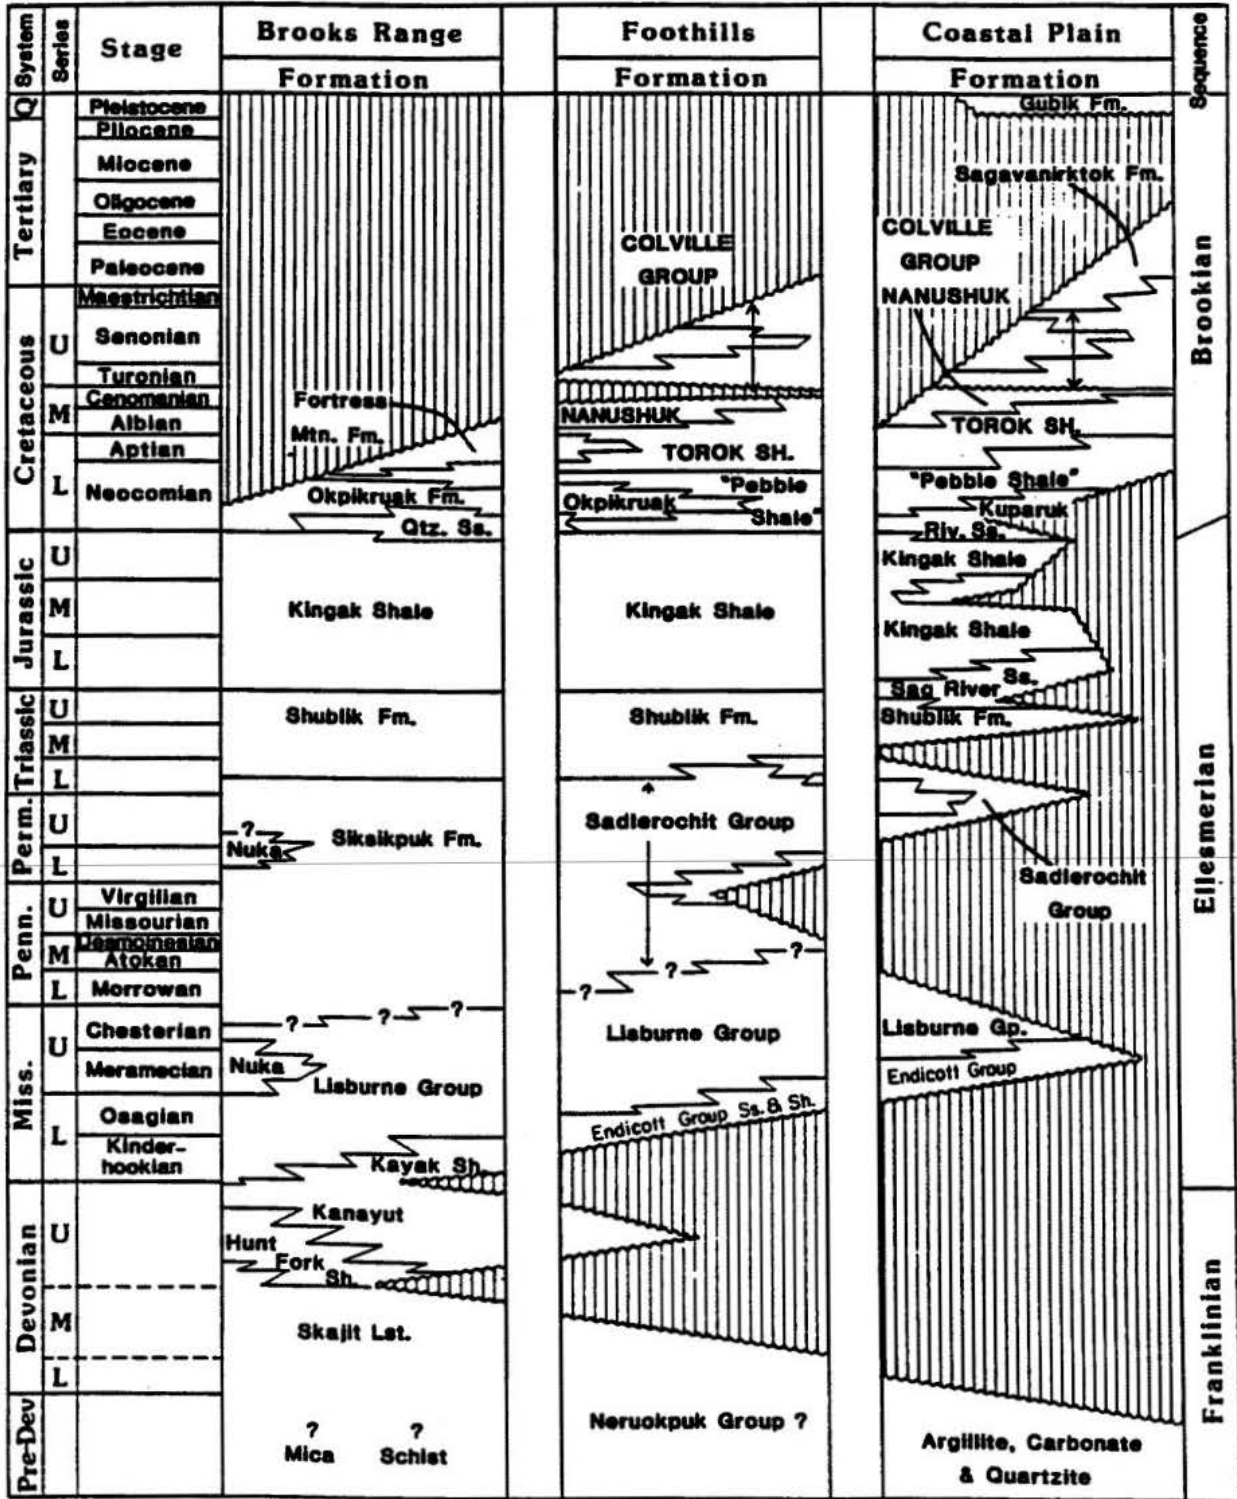 System
Series
Stage
Brooks Range
Formation
Foothills
Formation
Coastal Plain
Formation
Sequence
Q
Tertiary
Cretaceous
Jurassic
Triassic
Perm.
Penn.
Miss.
Devonian
Pre-Dev
U
M
L
U
M
L
U
M
L
U
L
U
M
L
U
L
U
M
L
Pleistocene
Pliocene
Miocene
Oligocene
Eocene
Paleocene
Maestrichtian
Senonian
Turonian
Cenomanian
Albian
Aptian
Neocomian
Virgilian
Missourian
Desmoinesian
Atokan
Morrowan
Chesterian
Meramecian
Osagian
Kinder-
hookian
Fortress
Mtn. Fm.
Okpikruak Fm.
Qtz. Ss.
Kingak Shale
Shublik Fm.
?
Nuka
Siksikpuk Fm.
? ? ?
Nuka
Lisburne Group
Kayak Sh.
Kanayut
Hunt
Fork
Sh.
Skajit Lst.
? ?
Mica Schist
COLVILLE
GROUP
NANUSHUK
TOROK SH.
"Pebble
Okpikruak
Shale"
Kingak Shale
Shublik Fm.
Sadlerochit Group
?
?
?
Lisburne Group
Endicott Group Ss. & Sh.
Neruokpuk Group ?
Gubik Fm.
Sagavanirktok Fm.
COLVILLE
GROUP
NANUSHUK
TOROK SH.
"Pebble Shale"
Kuparuk
Riv. Ss.
Kingak Shale
Kingak Shale
Ss.
Sag River
Shublik Fm.
Sadlerochit
Group
Lisburne Gp.
Endicott Group
Argillite, Carbonate
& Quartzite
Brookian
Ellesmerian
Franklinian